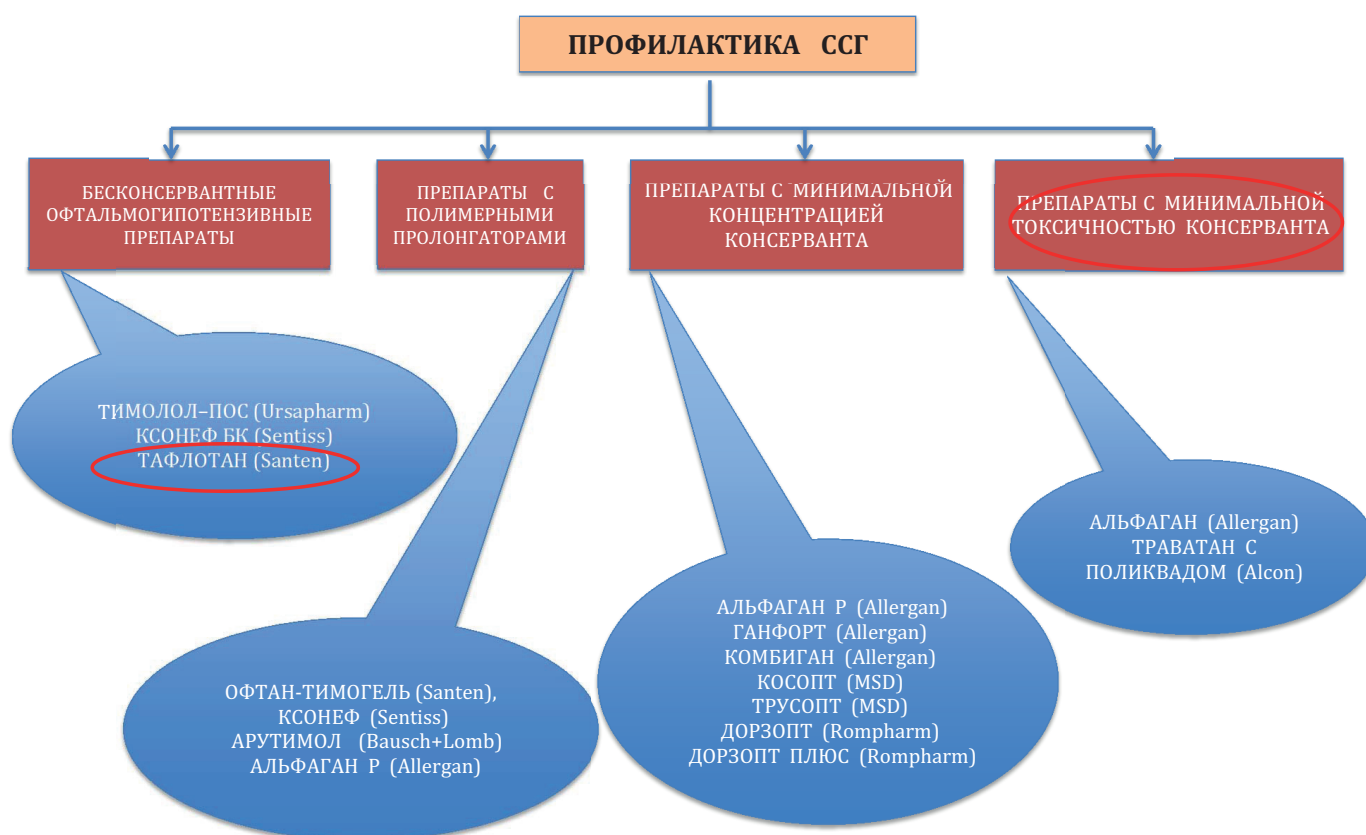 ПРОФИЛАКТИКА ССГ
БЕСКОНСЕРВАНТНЫЕ
ОФТАЛЬМОГИПОТЕНЗИВНЫЕ
ПРЕПАРАТЫ
ПРЕПАРАТЫ С
ПОЛИМЕРНЫМИ
ПРОЛОНГАТОРАМИ
ПРЕПАРАТЫ С МИНИМАЛЬНОЙ
КОНЦЕНТРАЦИЕЙ
КОНСЕРВАНТА
ПРЕПАРАТЫ С МИНИМАЛЬНОЙ
ТОКСИЧНОСТЬЮ КОНСЕРВАНТА
ТИМОЛОЛ–ПОС (Ursapharm)
КСОНЕФ БК (Sentiss)
ТАФЛОТАН (Santen)
ОФТАН-ТИМОГЕЛЬ (Santen),
КСОНЕФ (Sentiss)
АРУТИМОЛ (Bausch+Lomb)
АЛЬФАГАН Р (Allergan)
АЛЬФАГАН Р (Allergan)
ГАНФОРТ (Allergan)
КОМБИГАН (Allergan)
КОСОПТ (MSD)
ТРУСОПТ (MSD)
ДОРЗОПТ (Rompharm)
ДОРЗОПТ ПЛЮС (Rompharm)
АЛЬФАГАН (Allergan)
ТРАВАТАН С
ПОЛИКВАДОМ (Alcon)